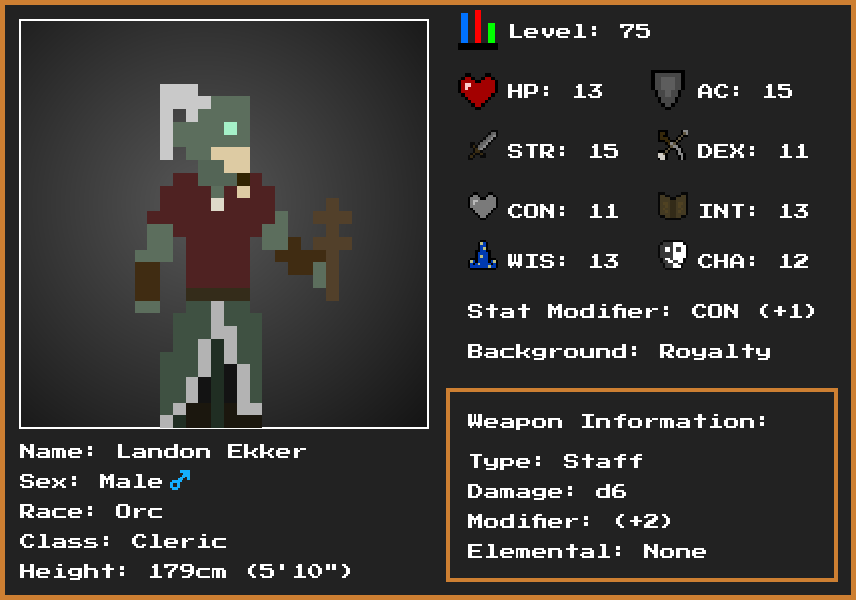 Level: 75
HP: 13
AC: 15
STR: 15
DEX: 11
CON: 11
INT: 13
WIS: 13
CHA: 12
Stat Modifier: CON (+1)
Background: Royalty
Weapon Information:
Type: Staff
Damage: d6
Modifier: (+2)
Elemental: None
Name: Landon Ekker
Sex: Male ♂
Race: Orc
Class: Cleric
Height: 179cm (5'10")